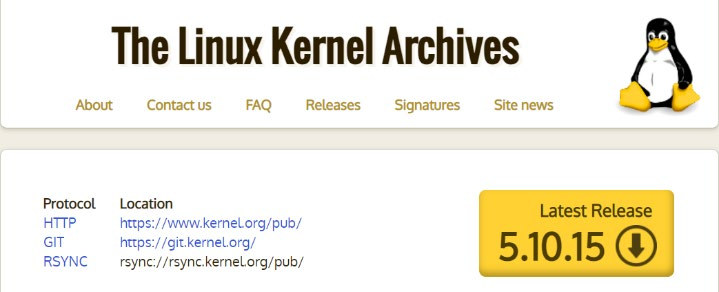 The Linux Kernel Archives
About Contact us FAQ Releases Signatures Site news
Protocol Location
HTTP https://www.kernel.org/pub/
GIT https://git.kernel.org/
RSYNC rsync://rsync.kernel.org/pub/
Latest Release
5.10.15